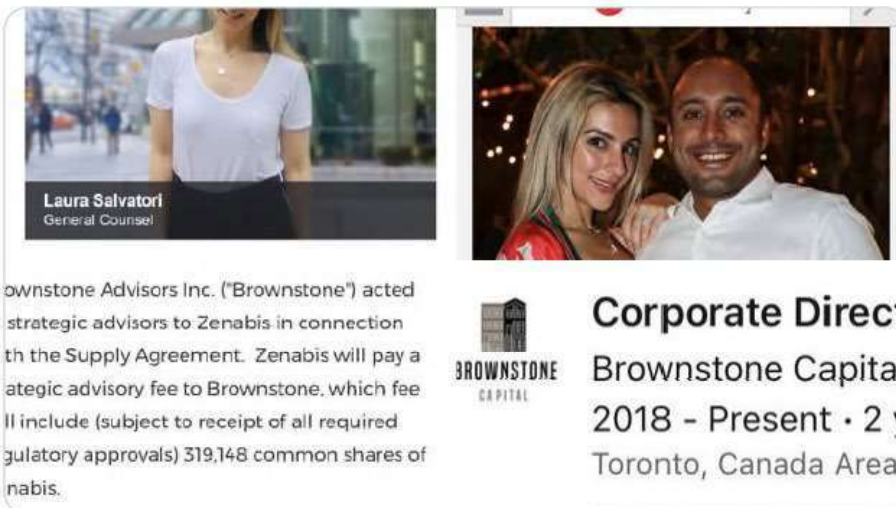 Laura Salvatori
General Counsel
ownstone Advisors Inc. ("Brownstone") acted
strategic advisors to Zenabis in connection
th the Supply Agreement. Zenabis will pay a
ategic advisory fee to Brownstone, which fee
ll include (subject to receipt of all required
gulatory approvals) 319,148 common shares of
nabis.
BROWNSTONE
CAPITAL
Corporate Direc
Brownstone Capita
2018 - Present · 2 y
Toronto, Canada Area